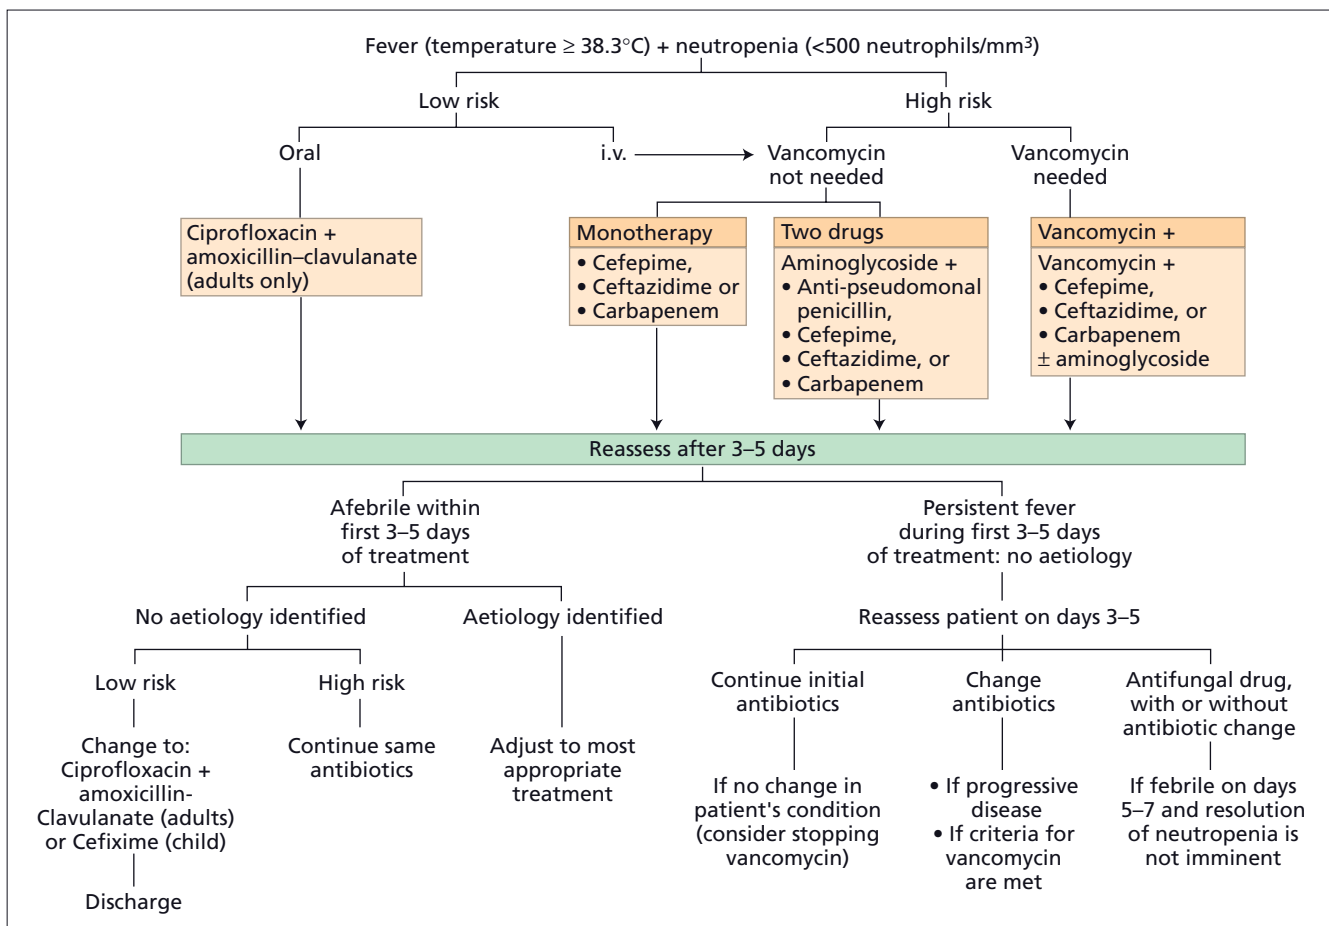 Fever (temperature ≥ 38.3°C) + neutropenia (<500 neutrophils/mm³)
Low risk
High risk
Oral
i.v.
Vancomycin
not needed
Vancomycin
needed
Ciprofloxacin +
amoxicillin–clavulanate
(adults only)
Monotherapy
• Cefepime,
• Ceftazidime or
• Carbapenem
Two drugs
Aminoglycoside +
• Anti-pseudomonal
penicillin,
• Cefepime,
• Ceftazidime, or
• Carbapenem
Vancomycin +
Vancomycin +
• Cefepime,
• Ceftazidime, or
• Carbapenem
± aminoglycoside
Reassess after 3–5 days
Afebrile within
first 3–5 days
of treatment
Persistent fever
during first 3–5 days
of treatment: no aetiology
No aetiology identified
Aetiology identified
Reassess patient on days 3–5
Low risk
High risk
Continue initial
antibiotics
Change
antibiotics
Antifungal drug,
with or without
antibiotic change
Change to:
Ciprofloxacin +
amoxicillin-
Clavulanate (adults)
or Cefixime (child)
Continue same
antibiotics
Adjust to most
appropriate
treatment
If no change in
patient's condition
(consider stopping
vancomycin)
• If progressive
disease
• If criteria for
vancomycin
are met
If febrile on days
5–7 and resolution
of neutropenia is
not imminent
Discharge